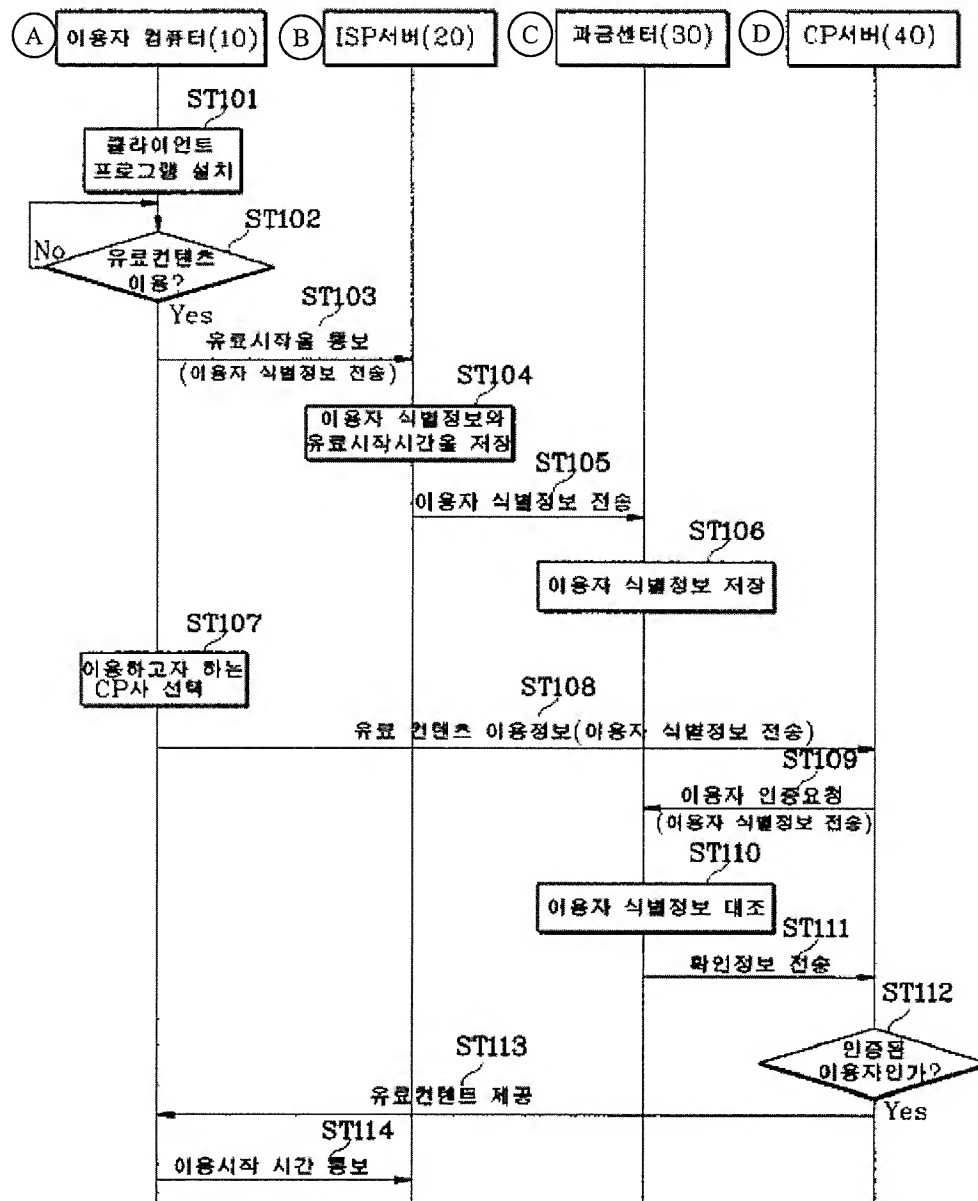 A 이용자 컴퓨터(10) B ISP서버(20) C 과금센터(30) D CP서버(40)
ST101
클라이언트
프로그램 설치
ST102
No
유료컨텐츠
이용?
Yes
ST103
유료시작을 통보
(이용자 식별정보 전송)
ST104
이용자 식별정보와
유료시작시간을 저장
ST105
이용자 식별정보 전송
ST106
이용자 식별정보 저장
ST107
이용하고자 하는
CP사 선택
ST108
유료 컨텐츠 이용정보(이용자 식별정보 전송)
ST109
이용자 인증요청
(이용자 식별정보 전송)
ST110
이용자 식별정보 대조
ST111
확인정보 전송
ST112
인증된
이용자인가?
Yes
ST113
유료컨텐트 제공
ST114
이용시작 시간 통보